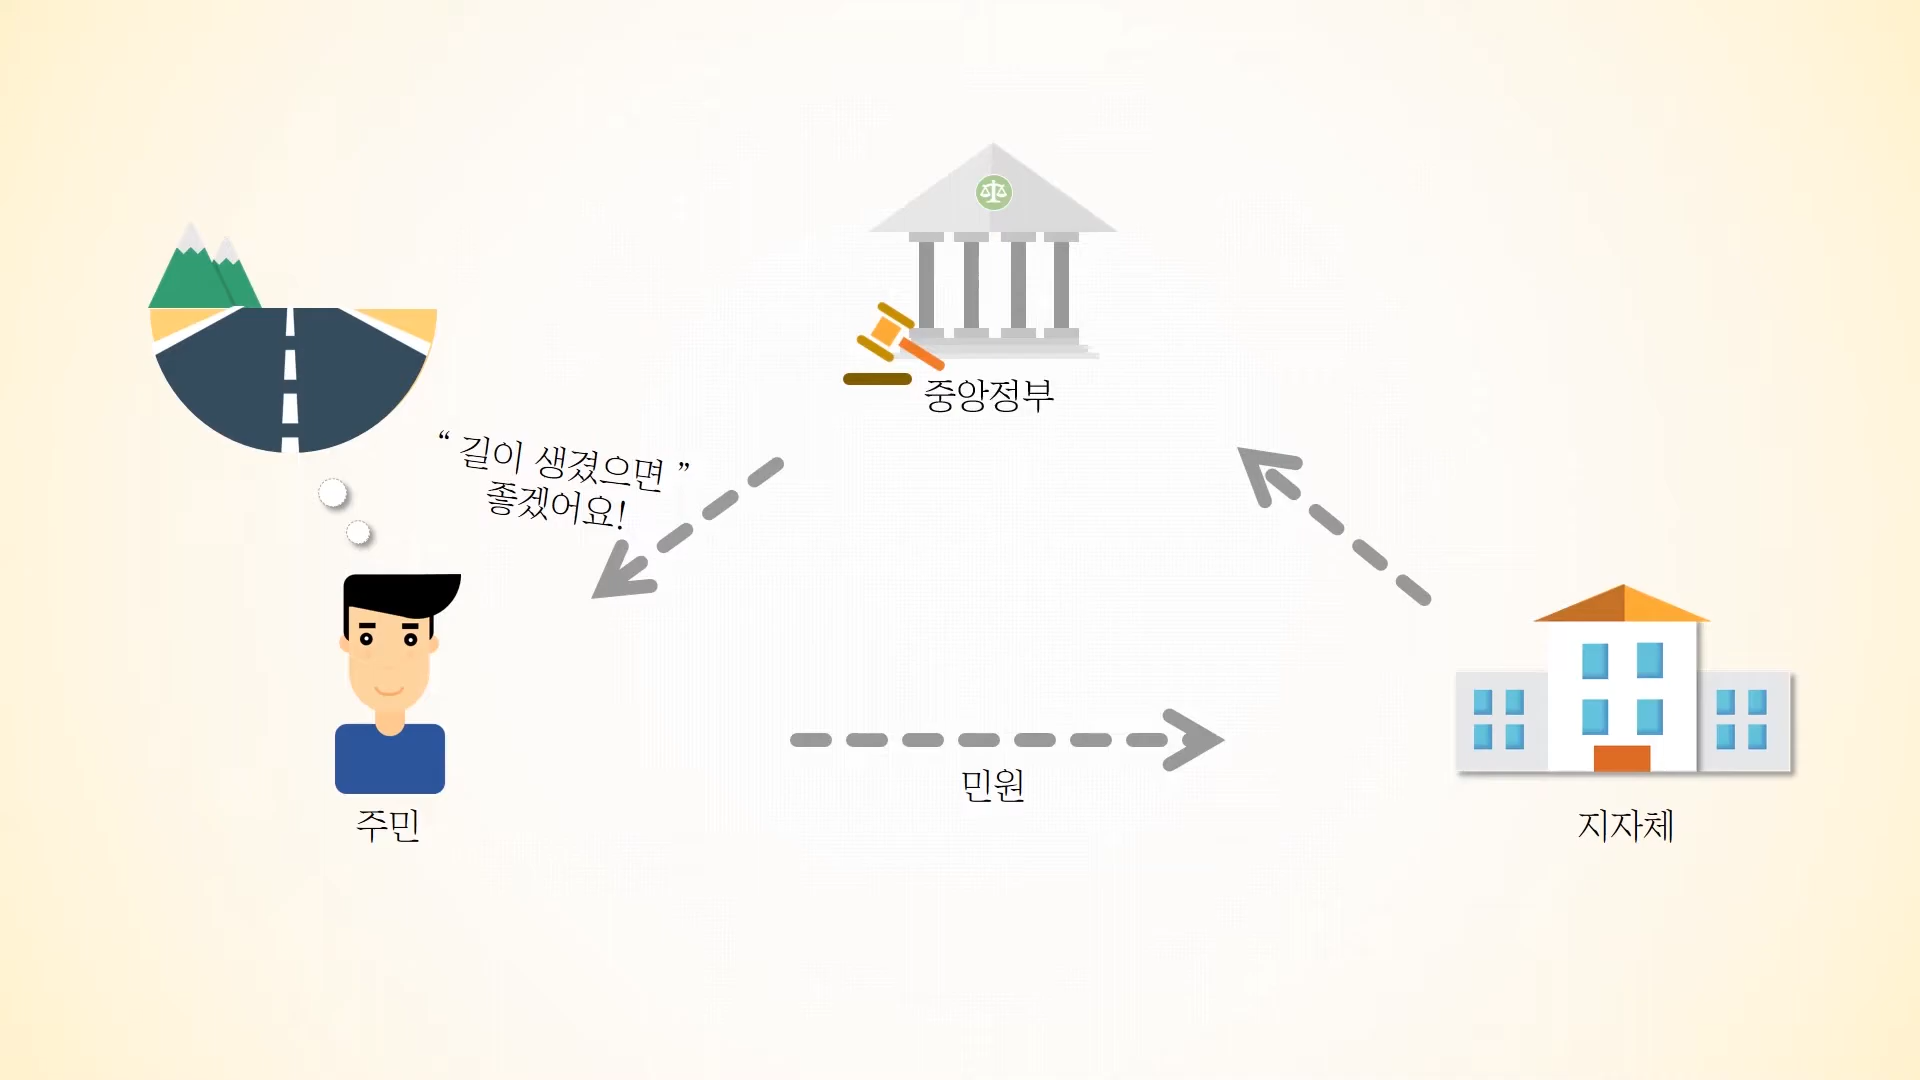 중앙정부
“ 길이 생겼으면 ”
좋겠어요!
민원
주민
지자체